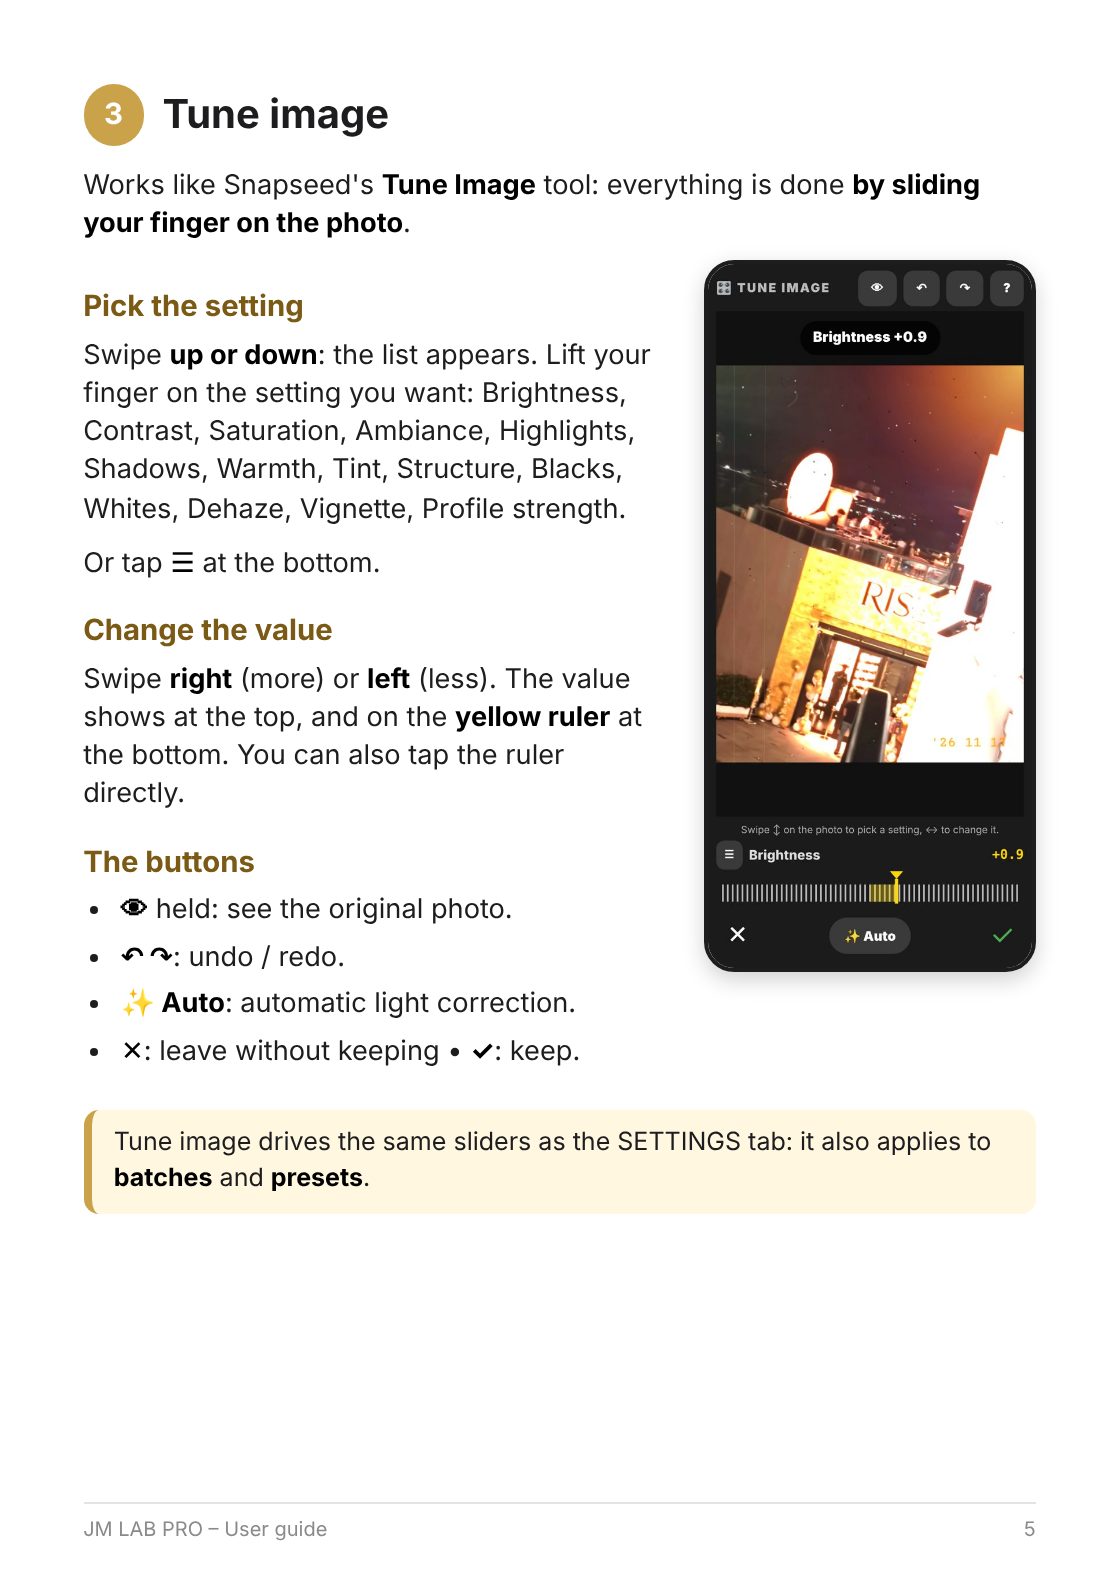 3 Tune image
Works like Snapseed's Tune Image tool: everything is done by sliding
your finger on the photo.
Pick the setting
Swipe up or down: the list appears. Lift your
finger on the setting you want: Brightness,
Contrast, Saturation, Ambiance, Highlights,
Shadows, Warmth, Tint, Structure, Blacks,
Whites, Dehaze, Vignette, Profile strength.
Or tap ☰ at the bottom.
Change the value
Swipe right (more) or left (less). The value
shows at the top, and on the yellow ruler at
the bottom. You can also tap the ruler
directly.
The buttons
• 👁 held: see the original photo.
• ↶ ↷: undo / redo.
• ✨ Auto: automatic light correction.
• ✕: leave without keeping • ✓: keep.
TUNE IMAGE
?
Brightness +0.9
RIS
'26 11
Swipe ↕ on the photo to pick a setting, ↔ to change it.
☰ Brightness +0.9
✕ ✨ Auto ✓
Tune image drives the same sliders as the SETTINGS tab: it also applies to
batches and presets.
JM LAB PRO – User guide 5